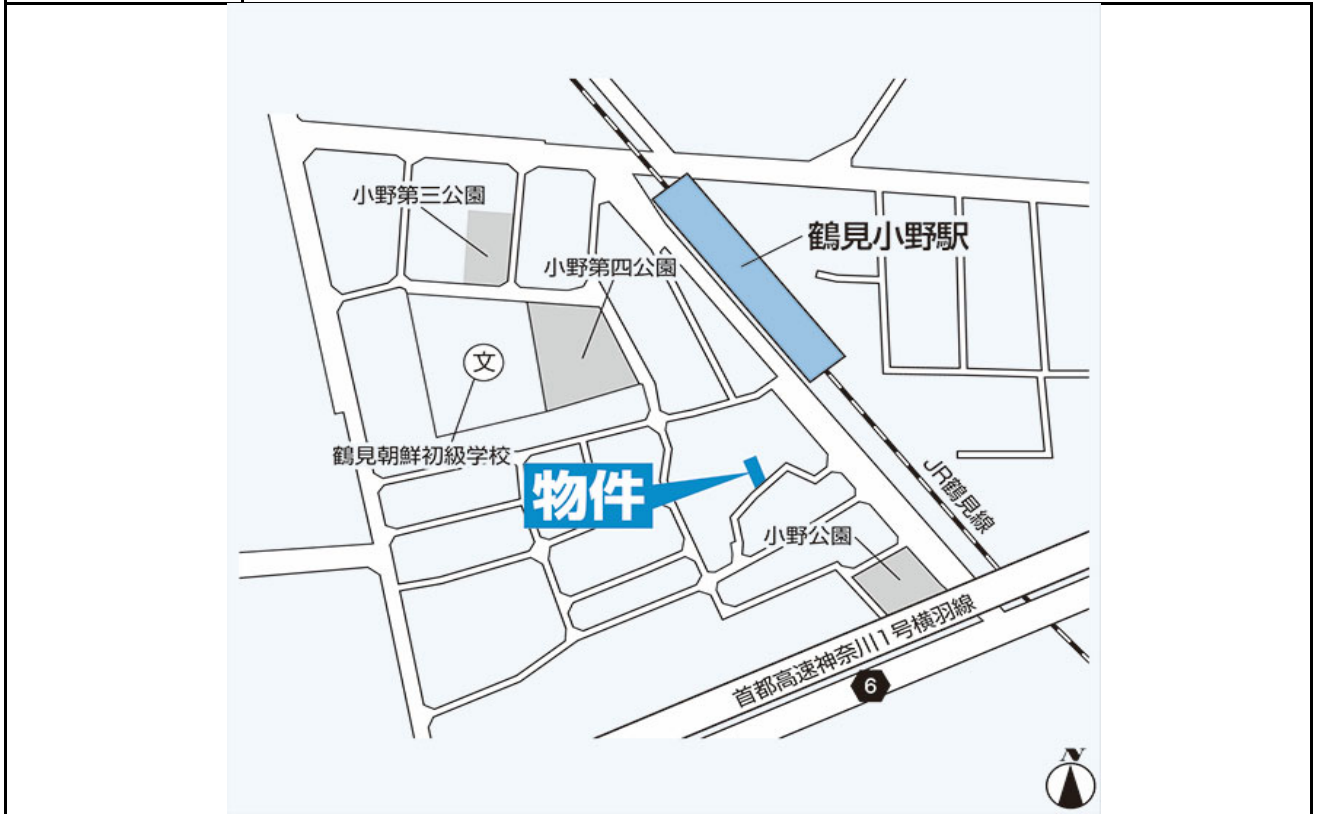 小野第三公園
鶴見小野駅
小野第四公園
文
鶴見朝鮮初級学校
物件
JR鶴見線
小野公園
首都高速神奈川1号横羽線
6
N